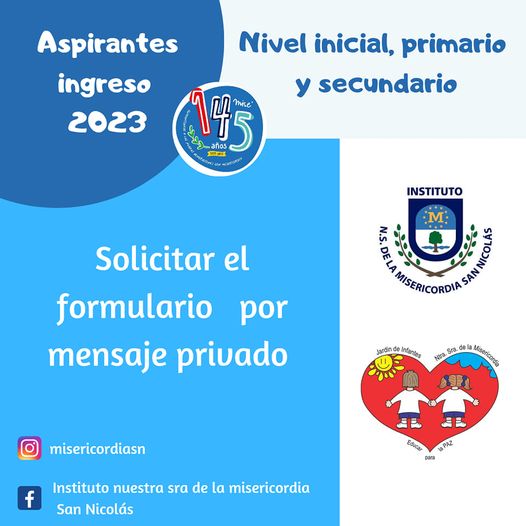 Aspirantes
ingreso
2023
Nivel inicial, primario
y secundario
mise'
145
años
INSTITUTO
M
N.S. DE LA MISERICORDIA SAN NICOLÁS
Solicitar el
formulario por
mensaje privado
Jardín de Infantes
Ntra. Sra. de la Misericordia
Educar
para
la PAZ
misericordiasn
Instituto nuestra sra de la misericordia
San Nicolás